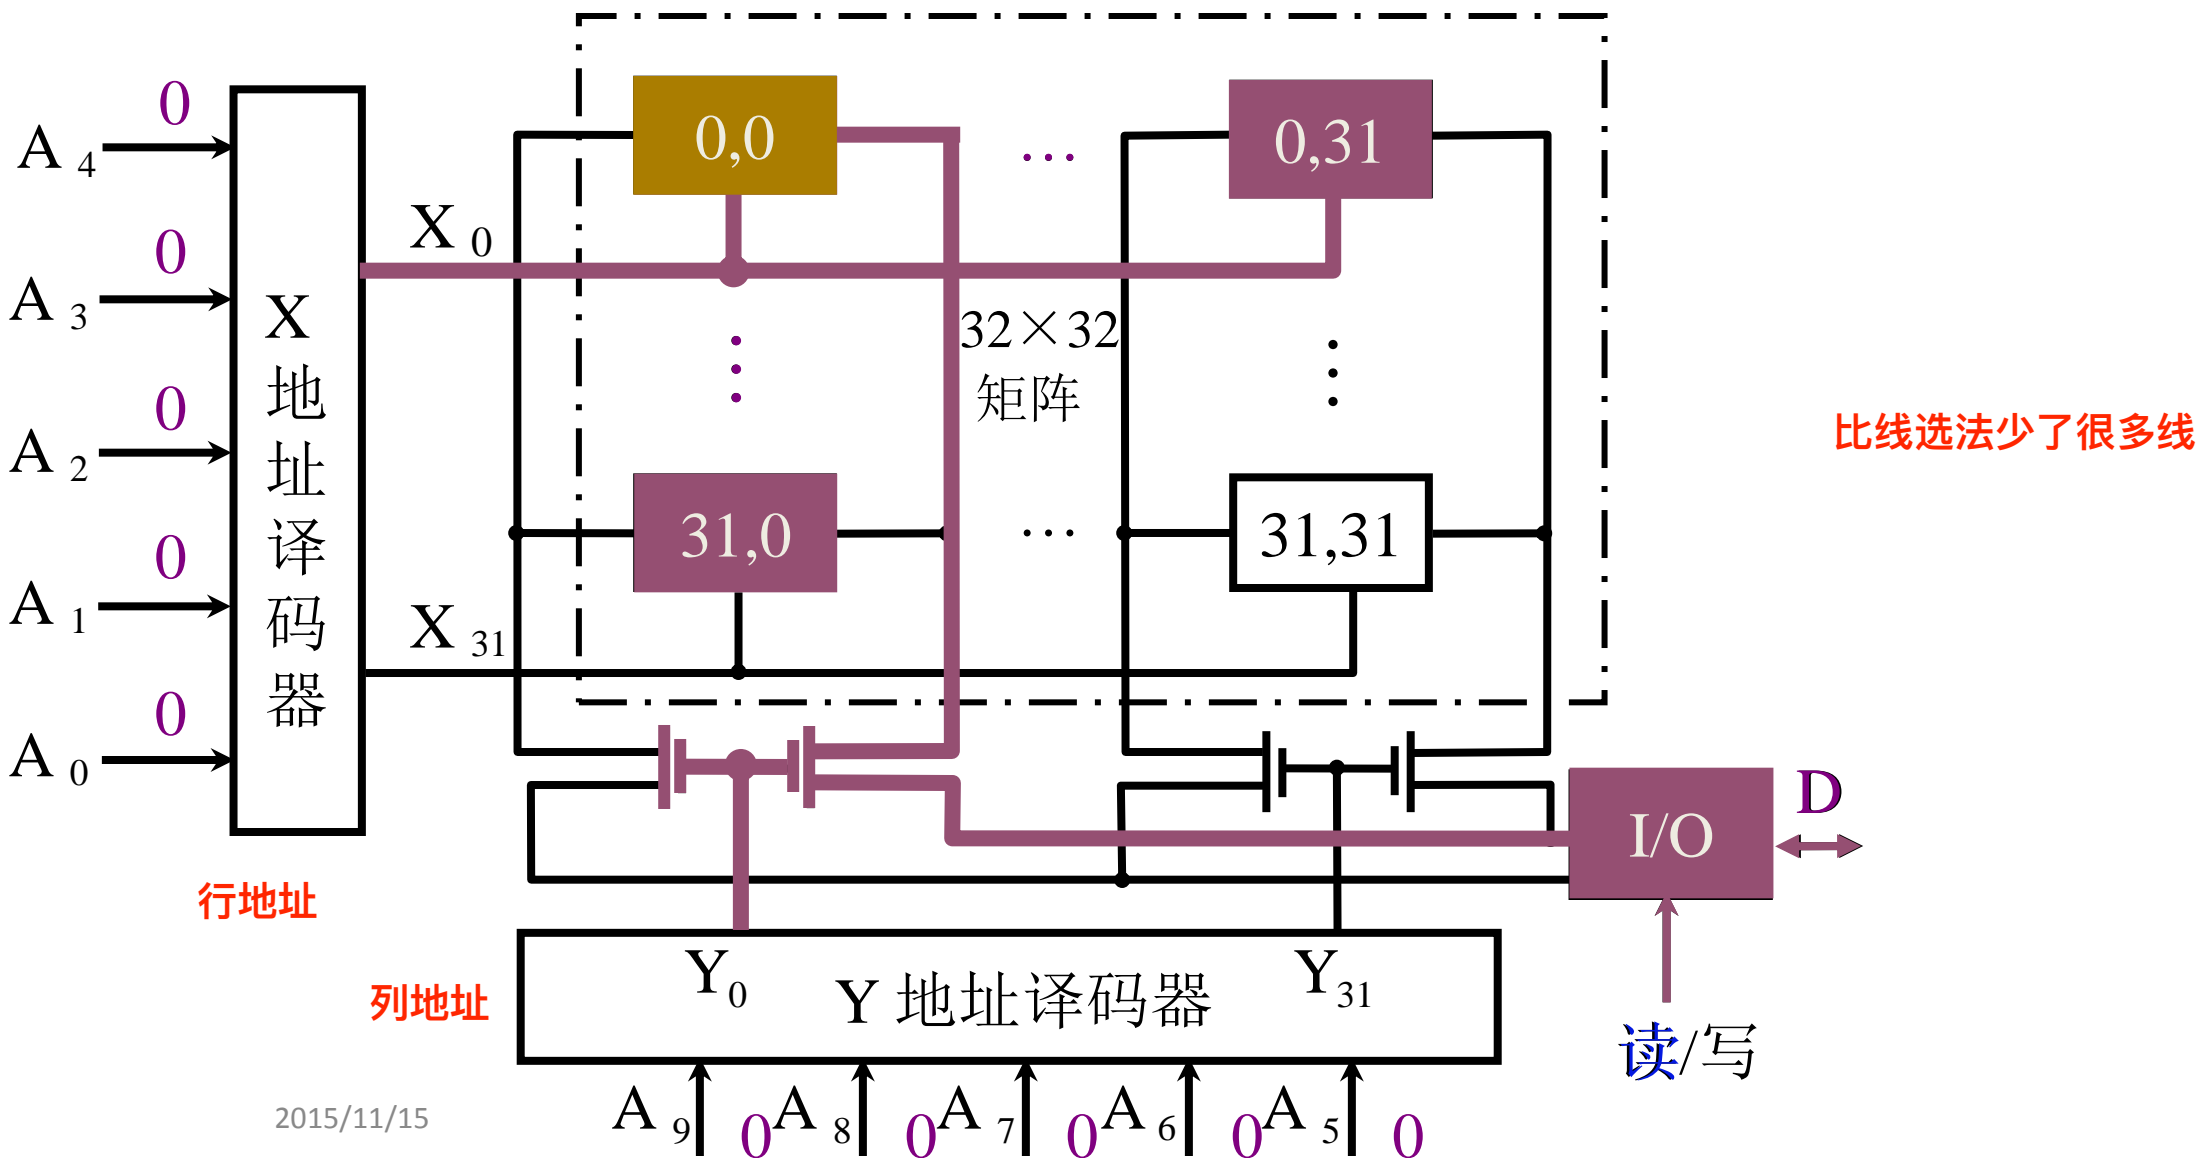 0
A 4
0
A 3
0
A 2
0
A 1
0
A 0
X
地
址
译
码
器
X 0
X 31
0,0
…
0,31
⋮
32×32
矩阵
⋮
31,0
…
31,31
比线选法少了很多线
I/O
D
读/写
行地址
列地址
Y0
Y 地址译码器
Y31
A 9 0 A 8 0 A 7 0 A 6 0 A 5 0
2015/11/15